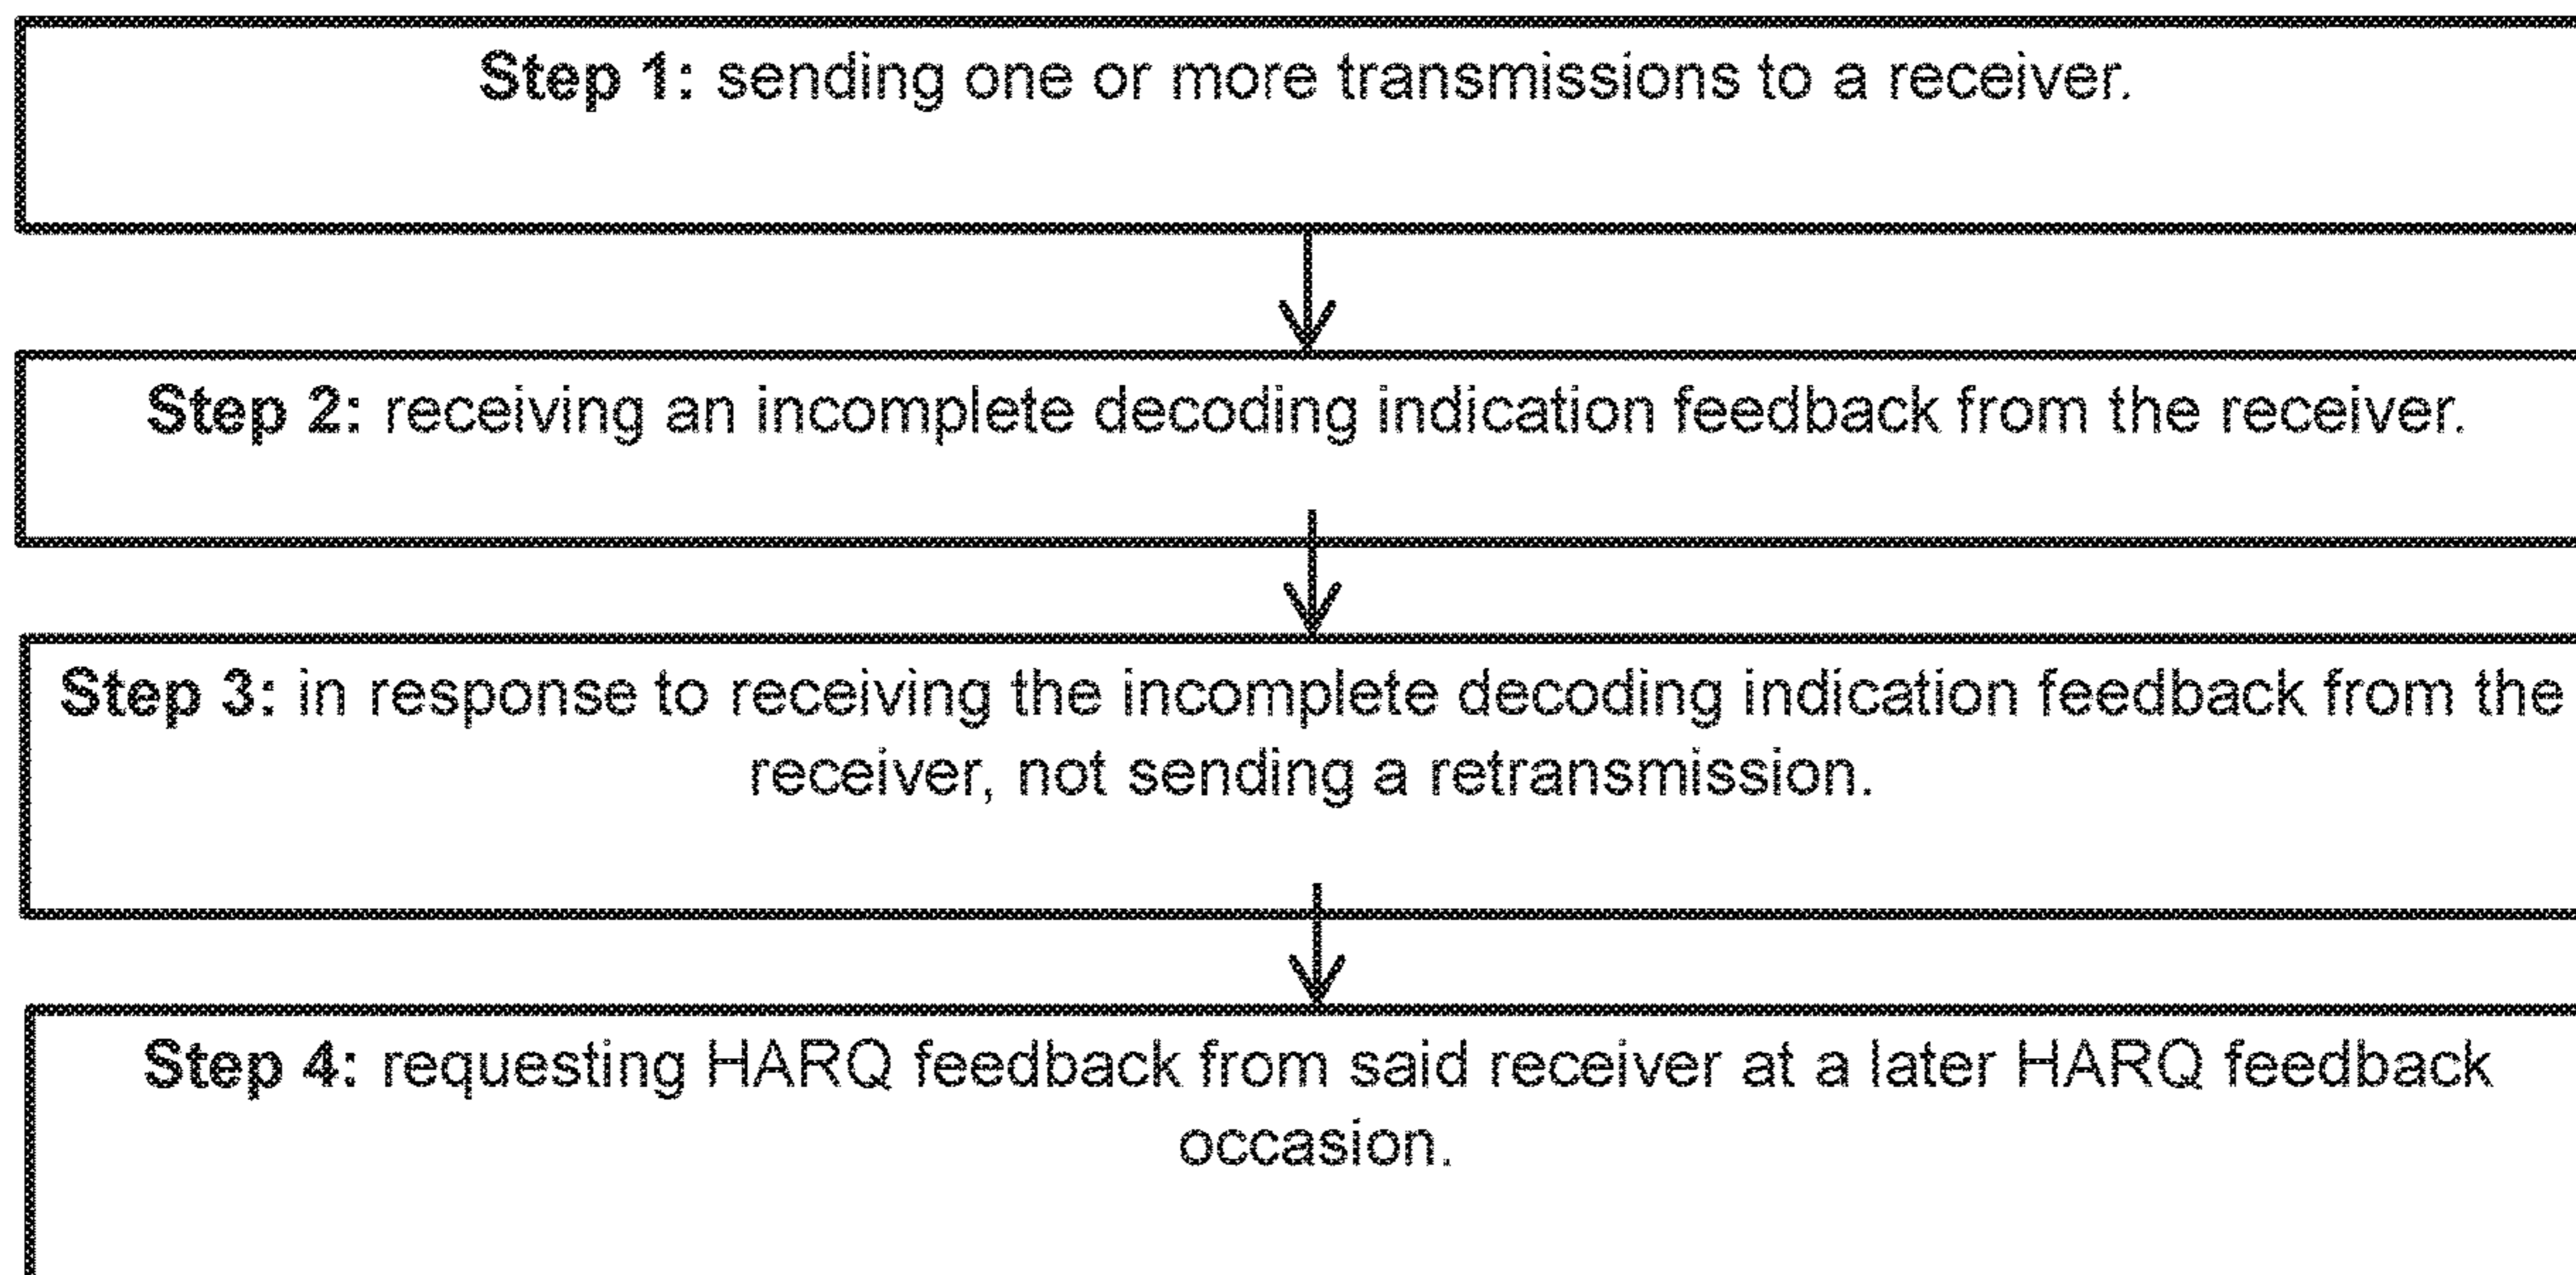 Step 1: sending one or more transmissions to a receiver.
Step 2: receiving an incomplete decoding indication feedback from the receiver.
Step 3: in response to receiving the incomplete decoding indication feedback from the
receiver, not sending a retransmission.
Step 4: requesting HARQ feedback from said receiver at a later HARQ feedback
occasion.